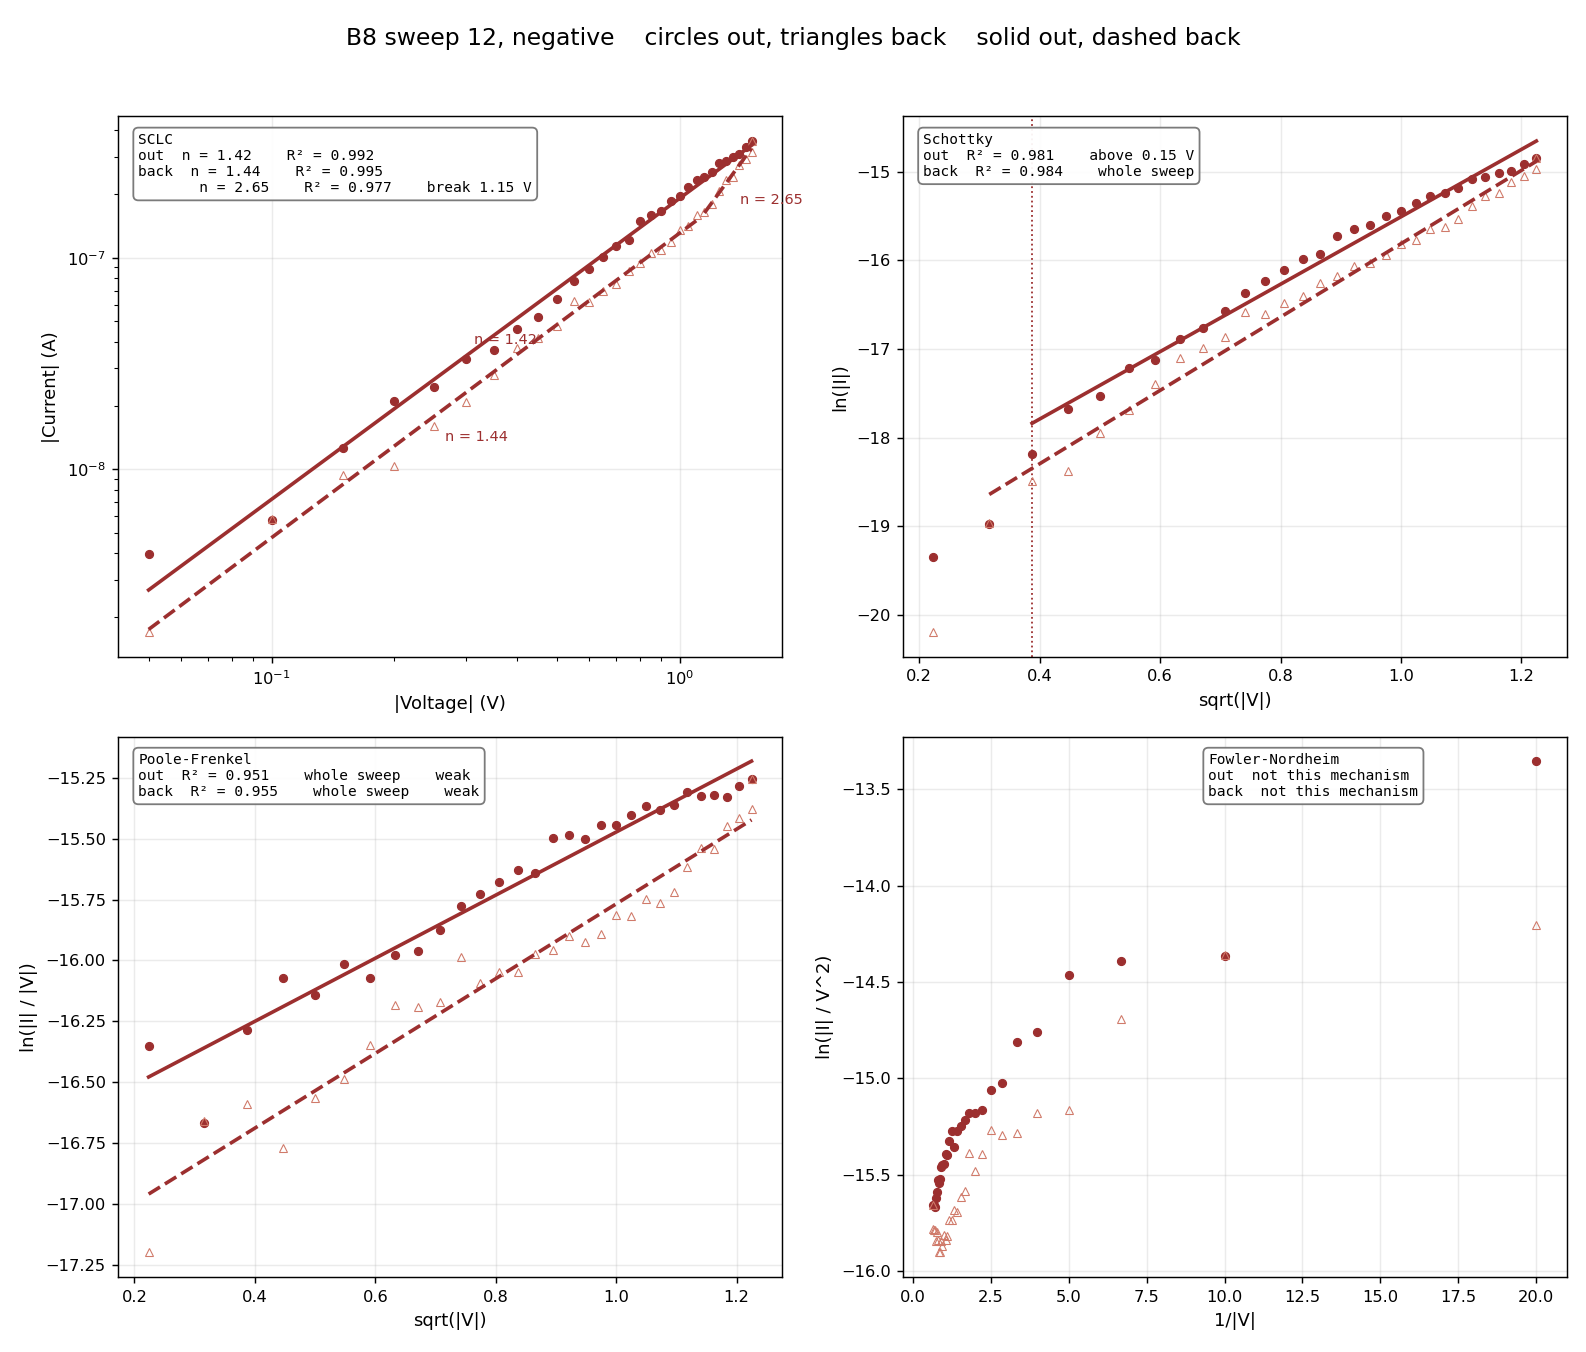 B8 sweep 12, negative    circles out, triangles back    solid out, dashed back
SCLC
out  n = 1.42    R² = 0.992
back  n = 1.44    R² = 0.995
n = 2.65    R² = 0.977    break 1.15 V
n = 2.65
n = 1.42
n = 1.44
10⁻⁷
10⁻⁸
|Current| (A)
10⁻¹
10⁰
|Voltage| (V)
Schottky
out  R² = 0.981    above 0.15 V
back  R² = 0.984    whole sweep
−15
−16
−17
−18
−19
−20
ln(|I|)
0.2
0.4
0.6
0.8
1.0
1.2
sqrt(|V|)
Poole-Frenkel
out  R² = 0.951    whole sweep    weak
back  R² = 0.955    whole sweep    weak
−15.25
−15.50
−15.75
−16.00
−16.25
−16.50
−16.75
−17.00
−17.25
ln(|I| / |V|)
0.2
0.4
0.6
0.8
1.0
1.2
sqrt(|V|)
Fowler-Nordheim
out  not this mechanism
back  not this mechanism
−13.5
−14.0
−14.5
−15.0
−15.5
−16.0
ln(|I| / V^2)
0.0
2.5
5.0
7.5
10.0
12.5
15.0
17.5
20.0
1/|V|